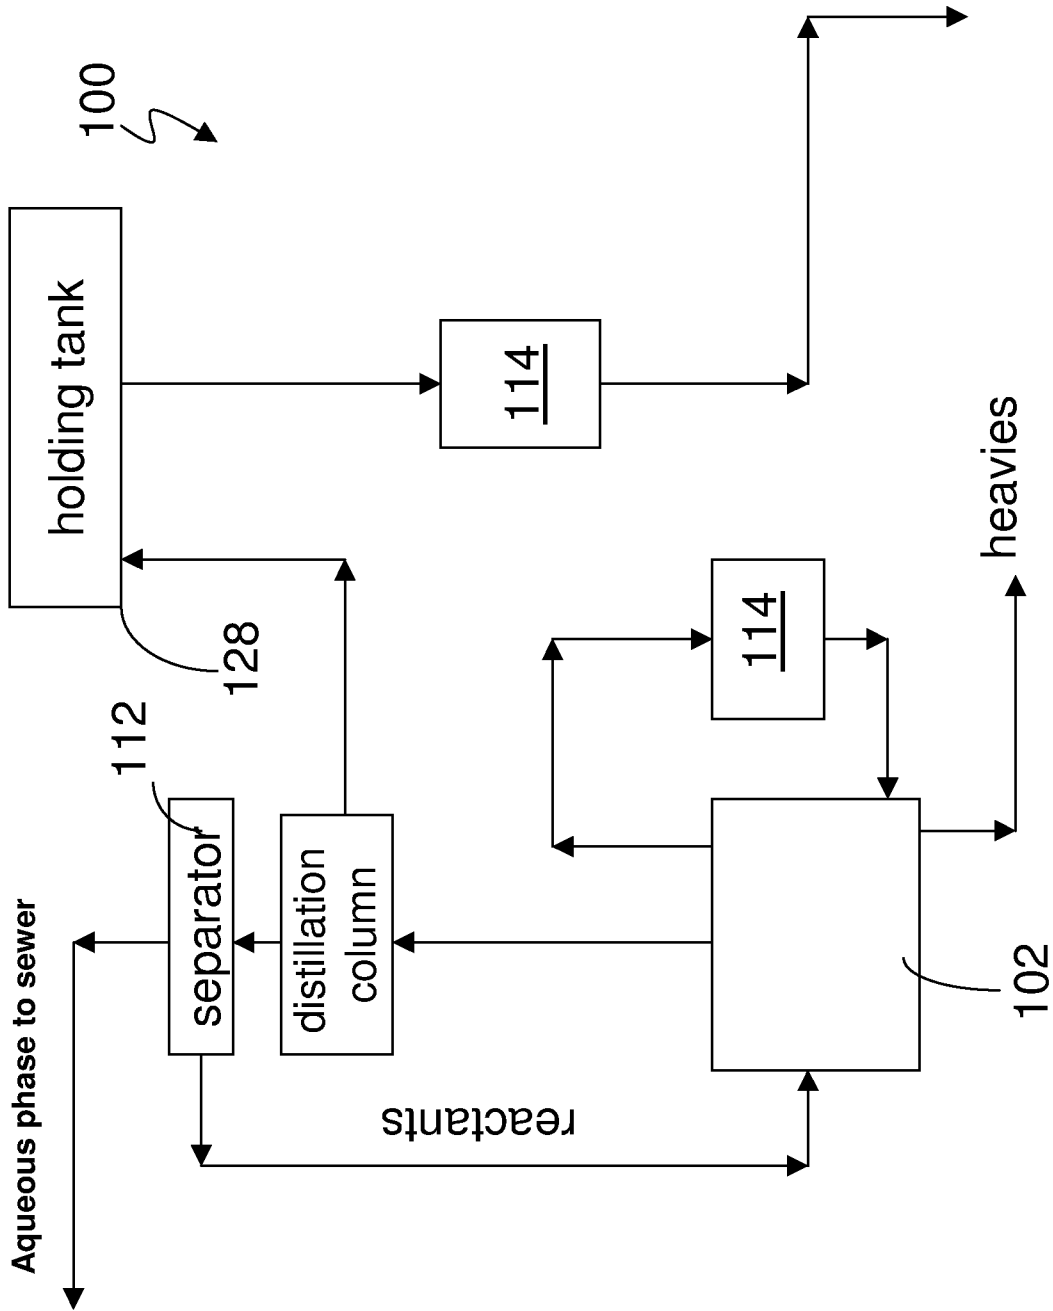 Aqueous phase to sewer
112
separator
128
holding tank
100
distillation
column
reactants
114
114
102
heavies